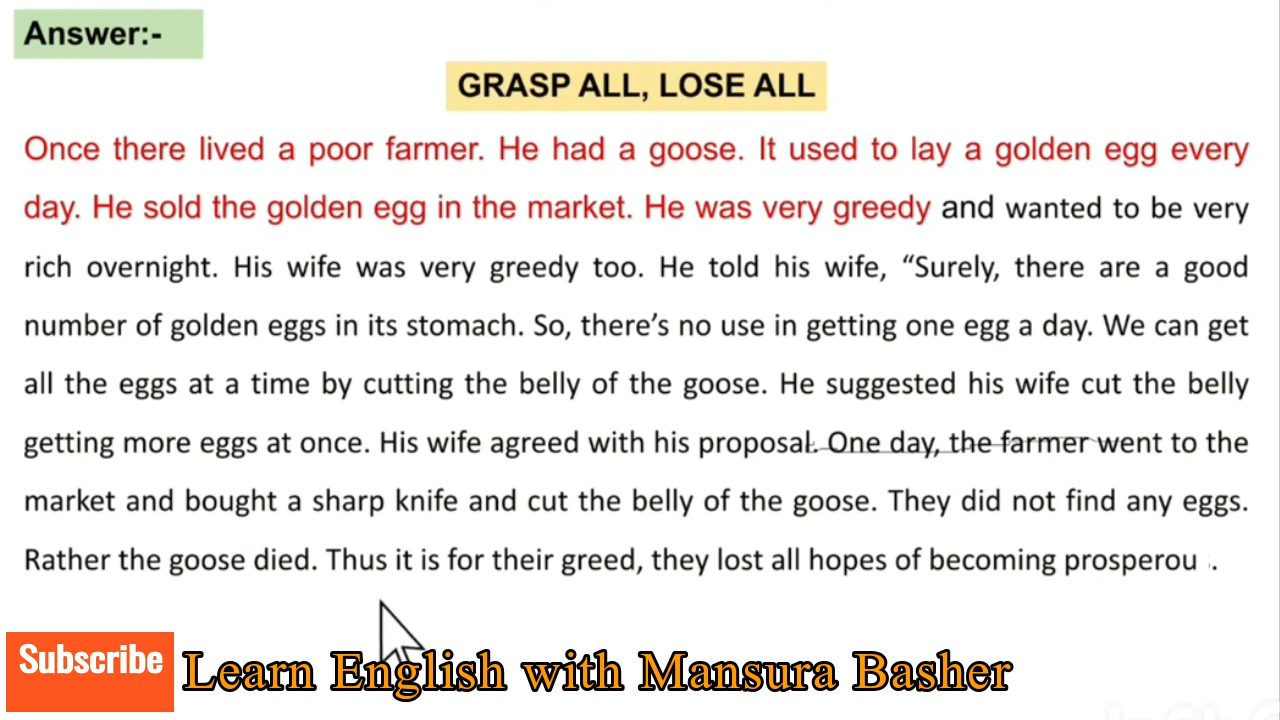 Answer:-
GRASP ALL, LOSE ALL
Once there lived a poor farmer. He had a goose. It used to lay a golden egg every
day. He sold the golden egg in the market. He was very greedy and wanted to be very
rich overnight. His wife was very greedy too. He told his wife, “Surely, there are a good
number of golden eggs in its stomach. So, there’s no use in getting one egg a day. We can get
all the eggs at a time by cutting the belly of the goose. He suggested his wife cut the belly
getting more eggs at once. His wife agreed with his proposal. One day, the farmer went to the
market and bought a sharp knife and cut the belly of the goose. They did not find any eggs.
Rather the goose died. Thus it is for their greed, they lost all hopes of becoming prosperou .
Subscribe
Learn English with Mansura Basher